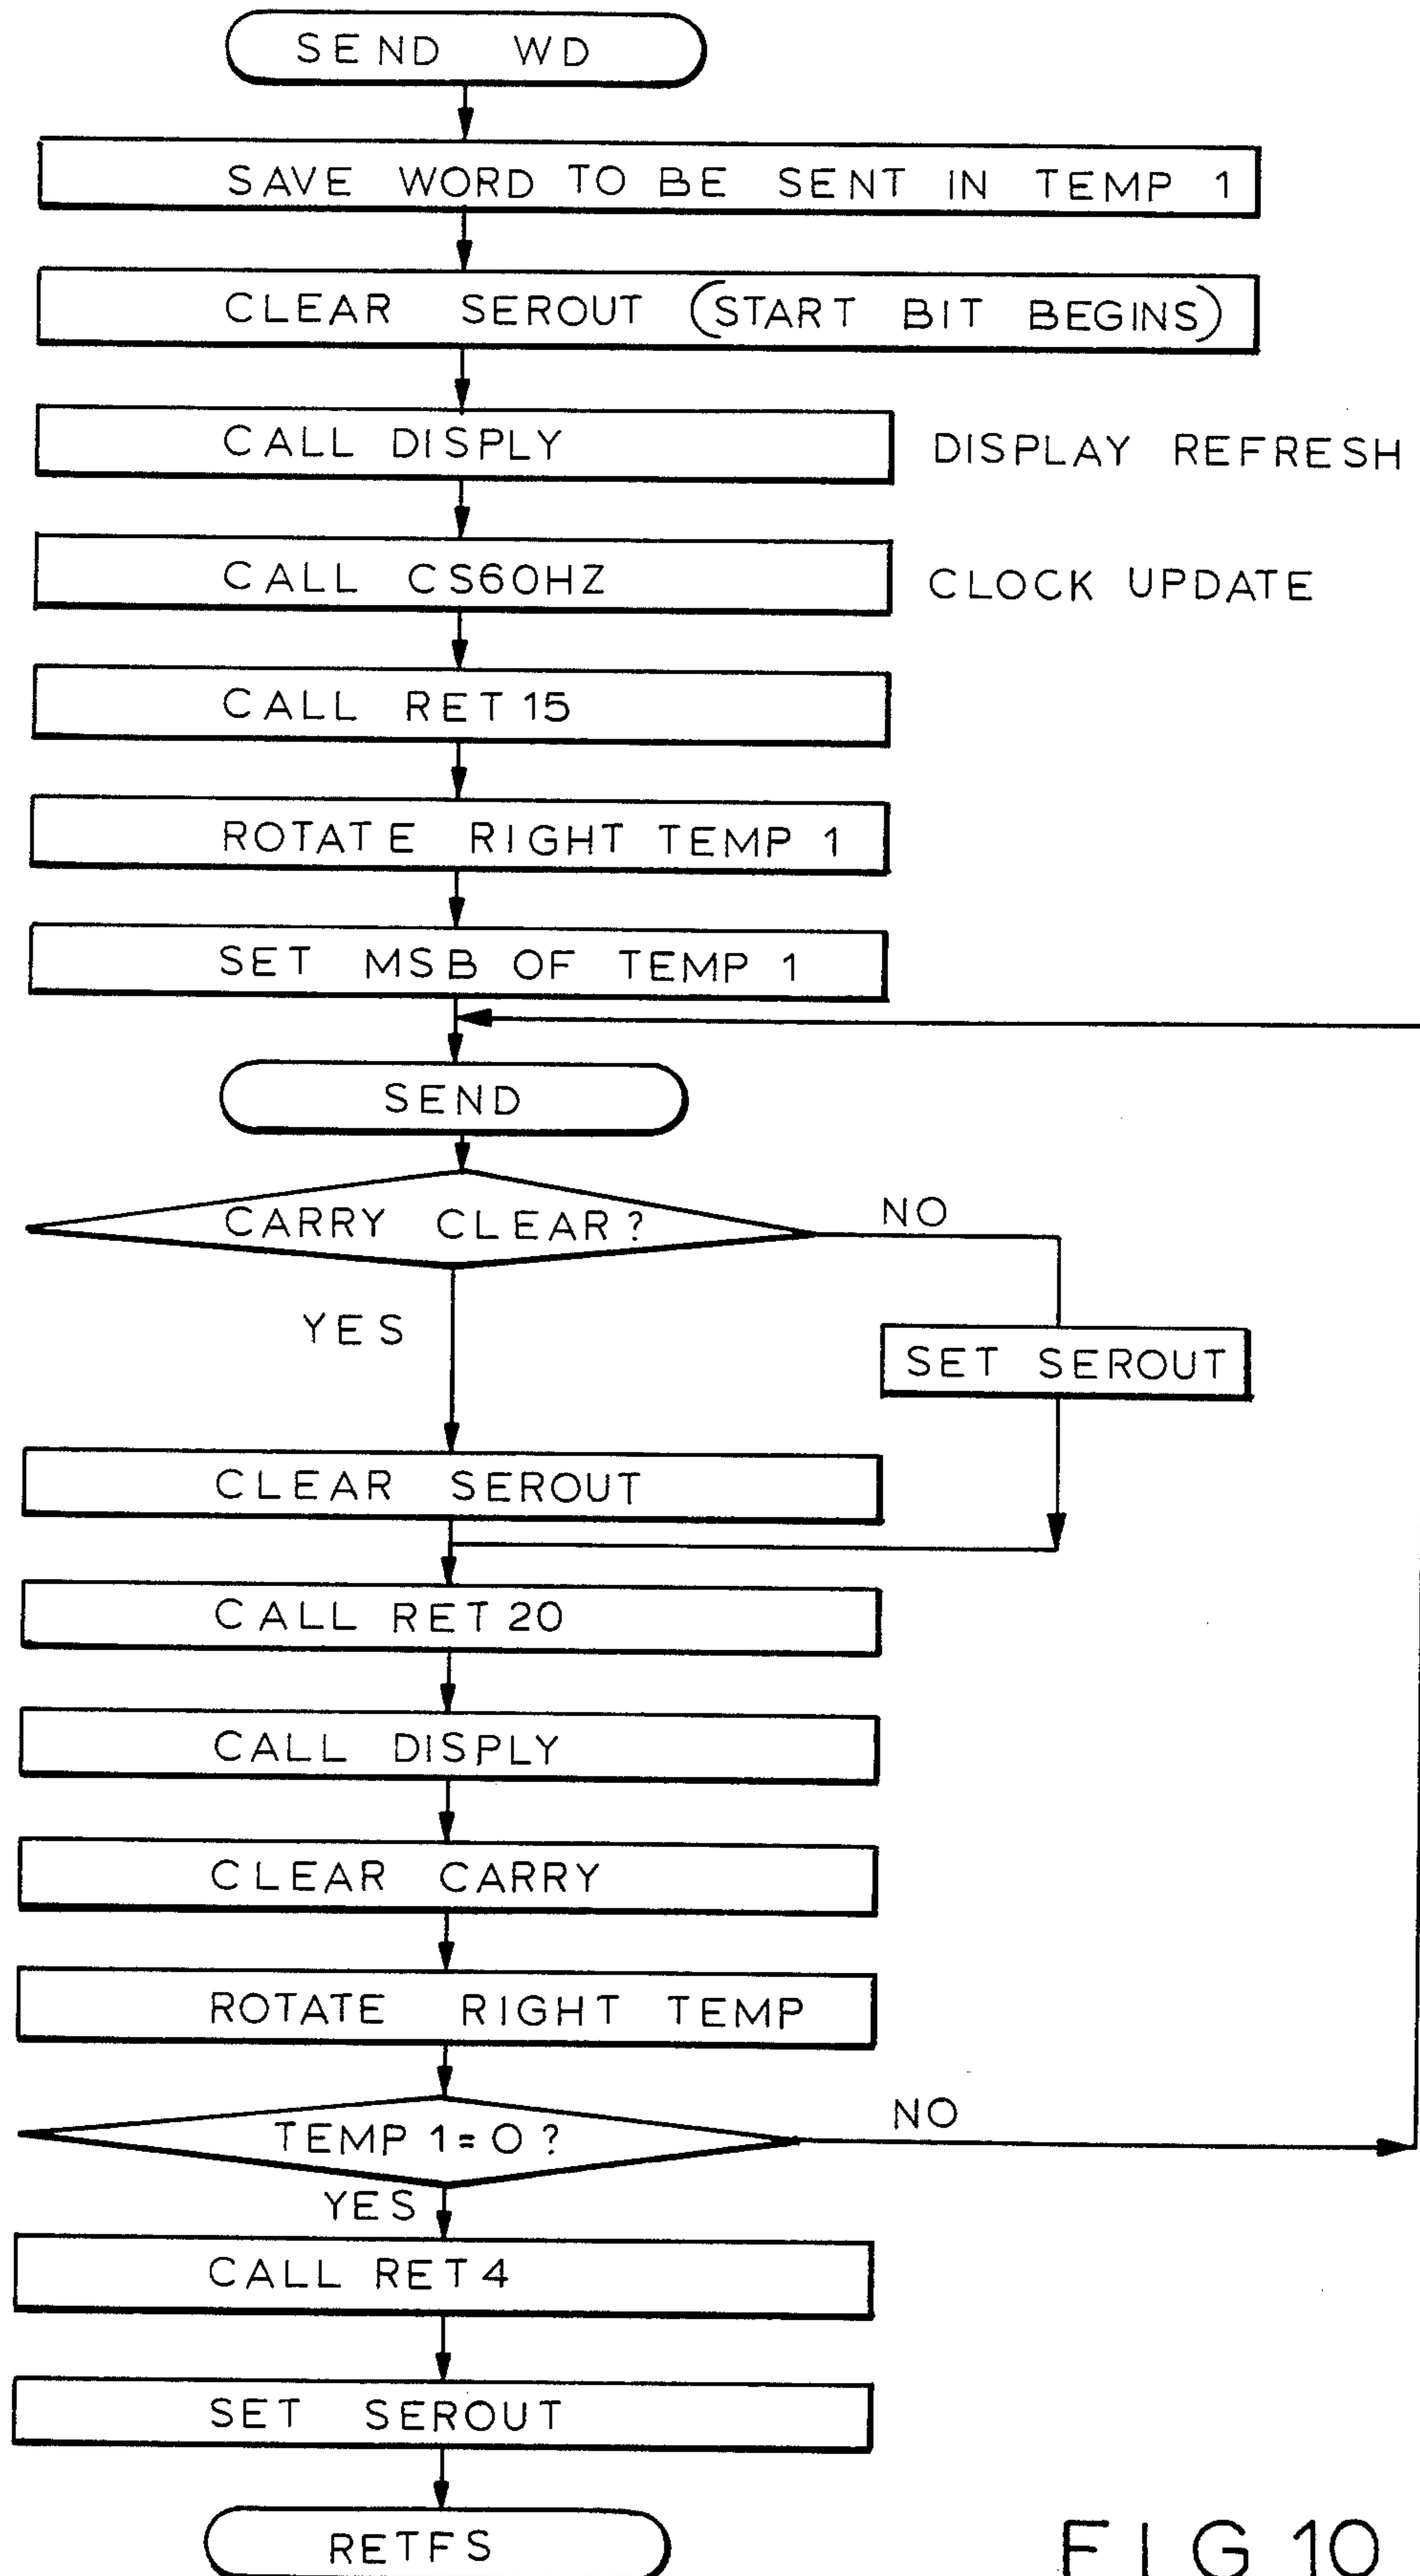 SEND WD
SAVE WORD TO BE SENT IN TEMP 1
CLEAR SEROUT (START BIT BEGINS)
CALL DISPLY
DISPLAY REFRESH
CALL CS60HZ
CLOCK UPDATE
CALL RET 15
ROTATE RIGHT TEMP 1
SET MSB OF TEMP 1
SEND
CARRY CLEAR?
NO
YES
SET SEROUT
CLEAR SEROUT
CALL RET 20
CALL DISPLY
CLEAR CARRY
ROTATE RIGHT TEMP
TEMP 1=0?
NO
YES
CALL RET 4
SET SEROUT
RETFS
FIG 10